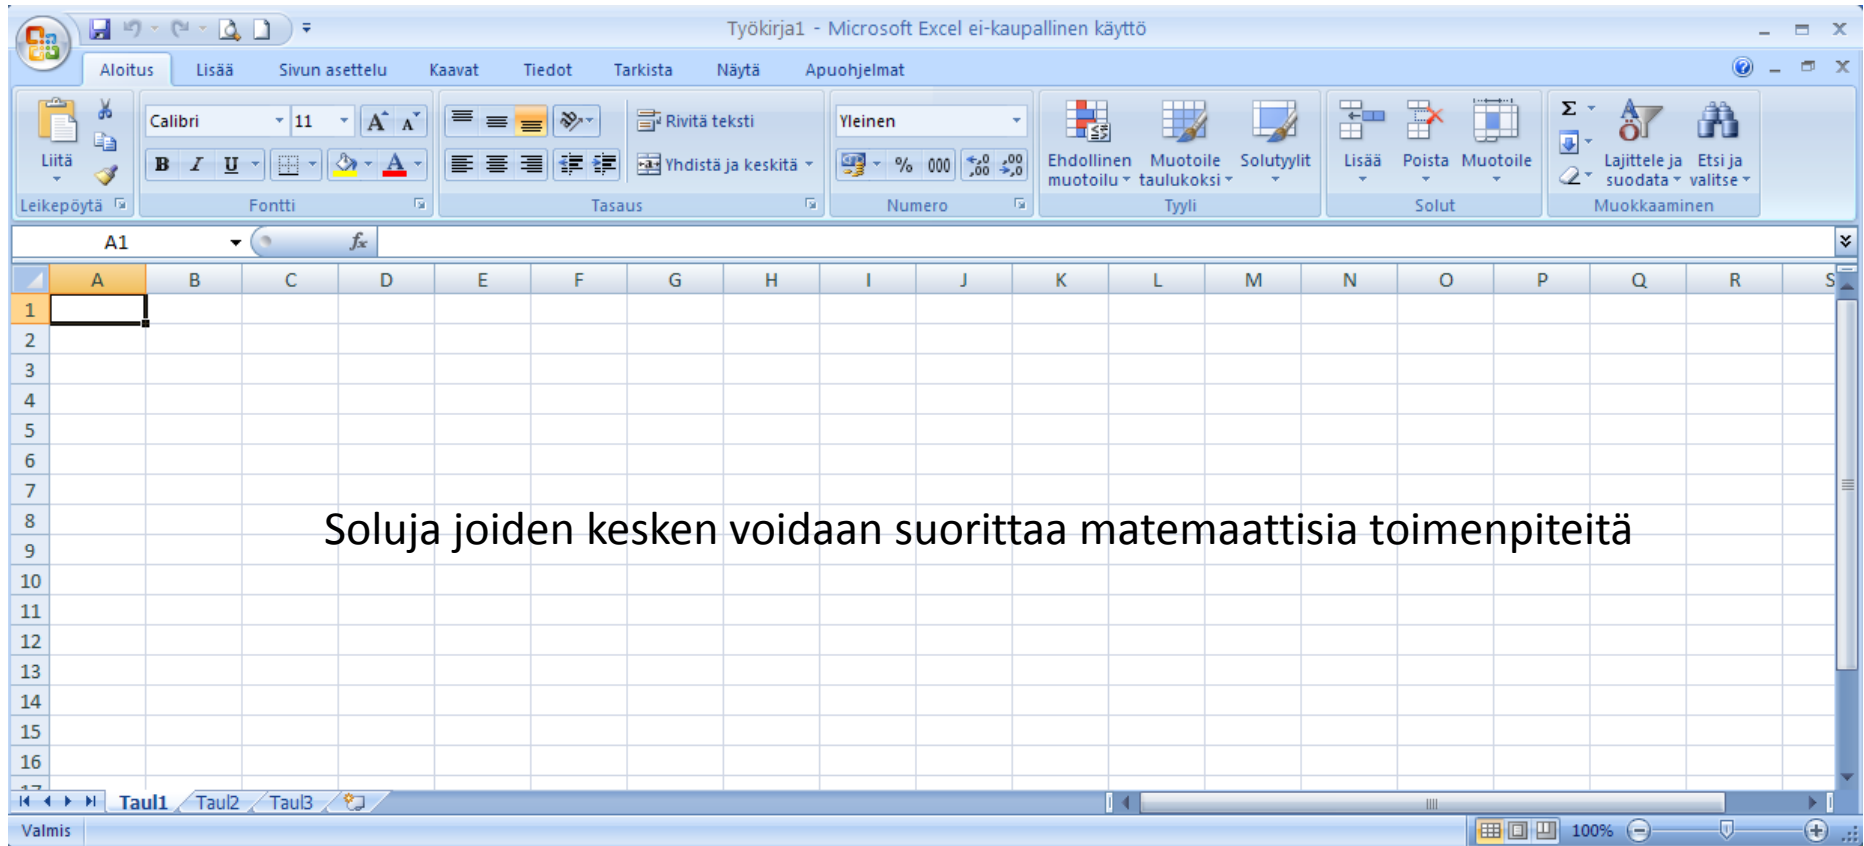 Työkirja1 - Microsoft Excel ei-kaupallinen käyttö
Aloitus Lisää Sivun asettelu Kaavat Tiedot Tarkista Näytä Apuohjelmat
Calibri 11 A A Rivitä teksti Yleinen Σ
Liitä B I U A Yhdistä ja keskitä % 000 Ehdollinen muotoilu Muotoile taulukoksi Solutyylit Lisää Poista Muotoile Lajittele ja suodata Etsi ja valitse
Leikepöytä Fontti Tasaus Numero Tyyli Solut Muokkaaminen
A1 fx
A B C D E F G H I J K L M N O P Q R S
1
2
3
4
5
6
7
8
Soluja joiden kesken voidaan suorittaa matemaattisia toimenpiteitä
9
10
11
12
13
14
15
16
17
Taul1 Taul2 Taul3
Valmis 100%